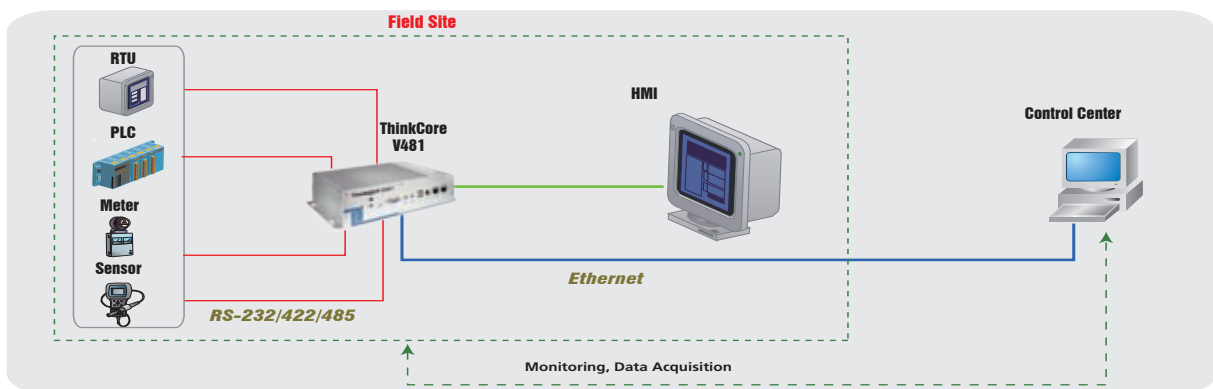 Field Site
RTU
PLC
Meter
Sensor
ThinkCore
V481
HMI
Control Center
RS-232/422/485
Ethernet
Monitoring, Data Acquisition